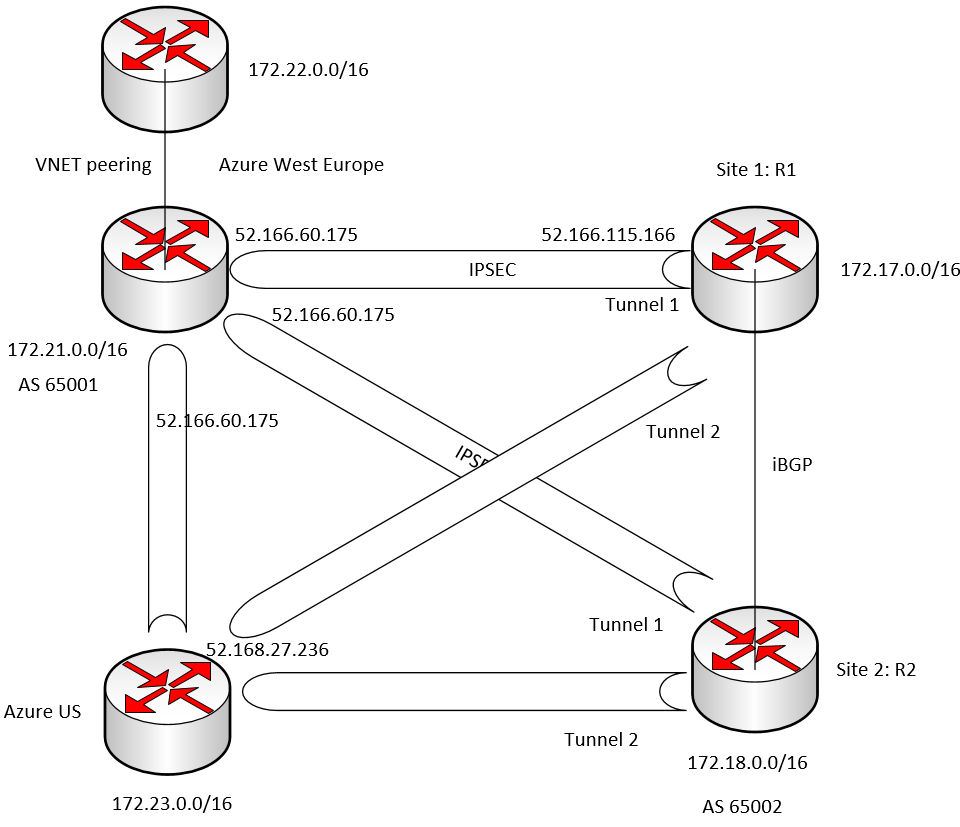 172.22.0.0/16
VNET peering
Azure West Europe
Site 1: R1
52.166.60.175
52.166.115.166
IPSEC
172.17.0.0/16
Tunnel 1
52.166.60.175
172.21.0.0/16
AS 65001
52.166.60.175
Tunnel 2
iBGP
Tunnel 1
52.168.27.236
Site 2: R2
Azure US
Tunnel 2
172.18.0.0/16
172.23.0.0/16
AS 65002